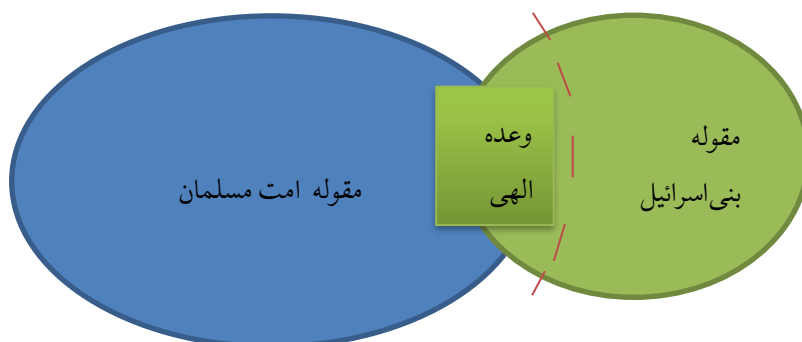 مقوله
بنی‌اسرائیل
وعده
الهی
مقوله امت مسلمان